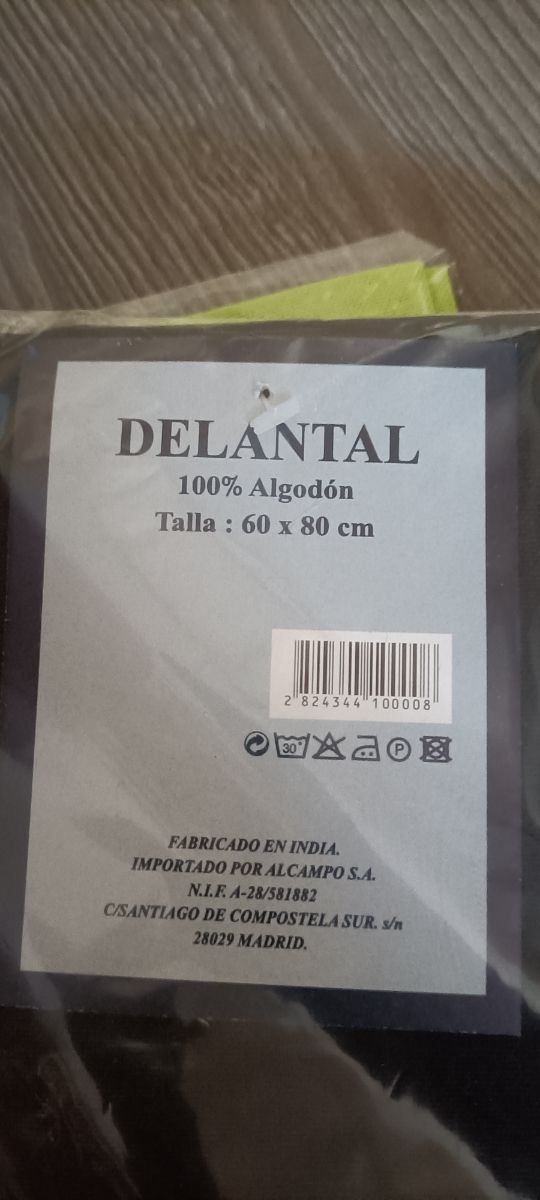 DELANTAL
100% Algodón
Talla : 60 x 80 cm
2 824344 100008
30°
P
FABRICADO EN INDIA.
IMPORTADO POR ALCAMPO S.A.
N.I.F. A-28/581882
C/SANTIAGO DE COMPOSTELA SUR. s/n
28029 MADRID.